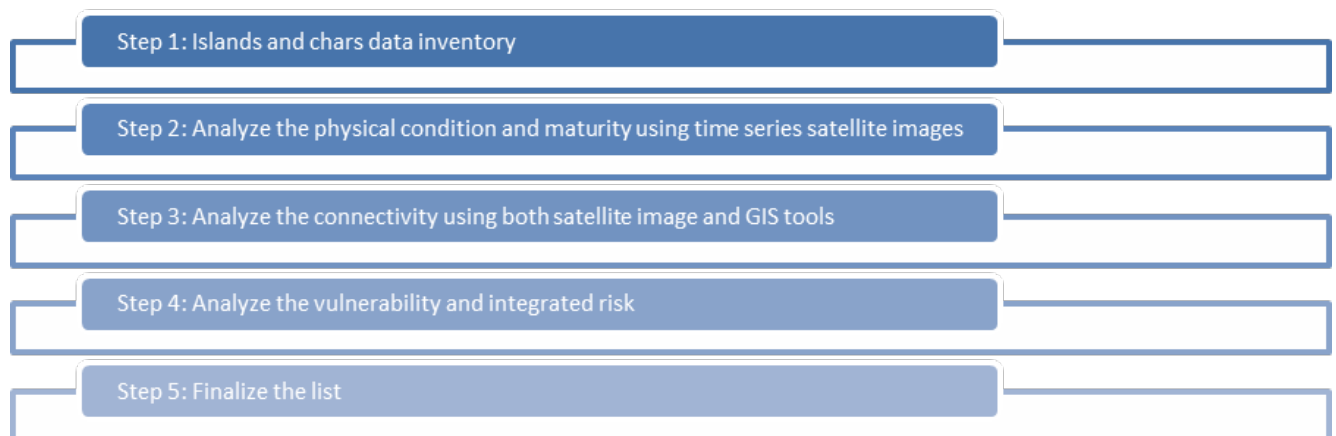 Step 1: Islands and chars data inventory
Step 2: Analyze the physical condition and maturity using time series satellite images
Step 3: Analyze the connectivity using both satellite image and GIS tools
Step 4: Analyze the vulnerability and integrated risk
Step 5: Finalize the list